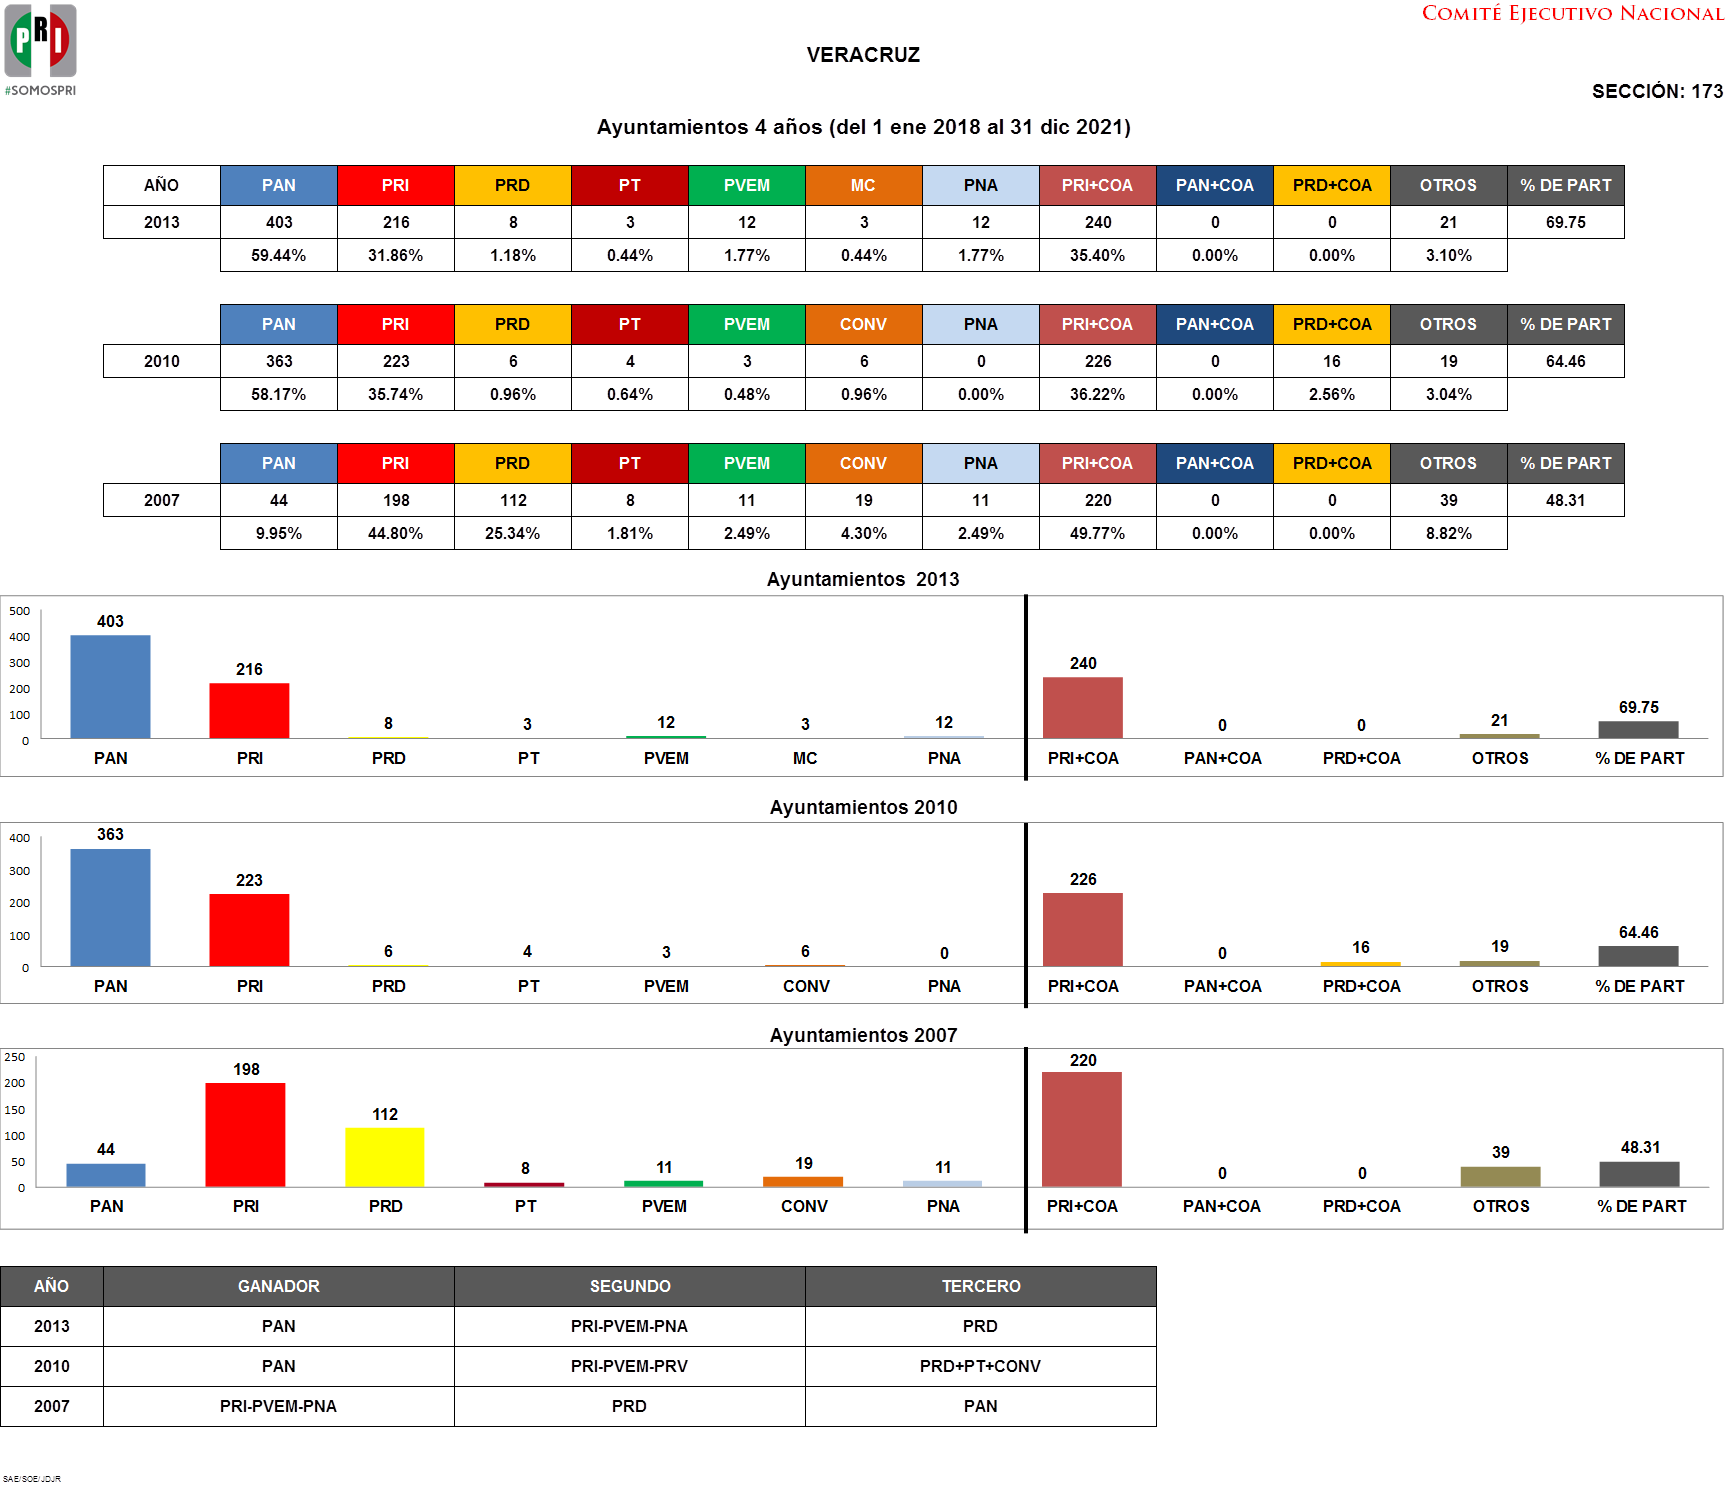 PRI
#SOMOSPRI
COMITÉ EJECUTIVO NACIONAL
VERACRUZ
SECCIÓN: 173
Ayuntamientos 4 años (del 1 ene 2018 al 31 dic 2021)
AÑO PAN PRI PRD PT PVEM MC PNA PRI+COA PAN+COA PRD+COA OTROS % DE PART
2013 403 216 8 3 12 3 12 240 0 0 21 69.75
59.44% 31.86% 1.18% 0.44% 1.77% 0.44% 1.77% 35.40% 0.00% 0.00% 3.10%
PAN PRI PRD PT PVEM CONV PNA PRI+COA PAN+COA PRD+COA OTROS % DE PART
2010 363 223 6 4 3 6 0 226 0 16 19 64.46
58.17% 35.74% 0.96% 0.64% 0.48% 0.96% 0.00% 36.22% 0.00% 2.56% 3.04%
PAN PRI PRD PT PVEM CONV PNA PRI+COA PAN+COA PRD+COA OTROS % DE PART
2007 44 198 112 8 11 19 11 220 0 0 39 48.31
9.95% 44.80% 25.34% 1.81% 2.49% 4.30% 2.49% 49.77% 0.00% 0.00% 8.82%
Ayuntamientos 2013
500
400
300
200
100
0
403 216 8 3 12 3 12 240 0 0 21 69.75
PAN PRI PRD PT PVEM MC PNA PRI+COA PAN+COA PRD+COA OTROS % DE PART
Ayuntamientos 2010
400
300
200
100
0
363 223 6 4 3 6 0 226 0 16 19 64.46
PAN PRI PRD PT PVEM CONV PNA PRI+COA PAN+COA PRD+COA OTROS % DE PART
Ayuntamientos 2007
250
200
150
100
50
0
44 198 112 8 11 19 11 220 0 0 39 48.31
PAN PRI PRD PT PVEM CONV PNA PRI+COA PAN+COA PRD+COA OTROS % DE PART
AÑO GANADOR SEGUNDO TERCERO
2013 PAN PRI-PVEM-PNA PRD
2010 PAN PRI-PVEM-PRV PRD+PT+CONV
2007 PRI-PVEM-PNA PRD PAN
SAE/SOE/JDJR